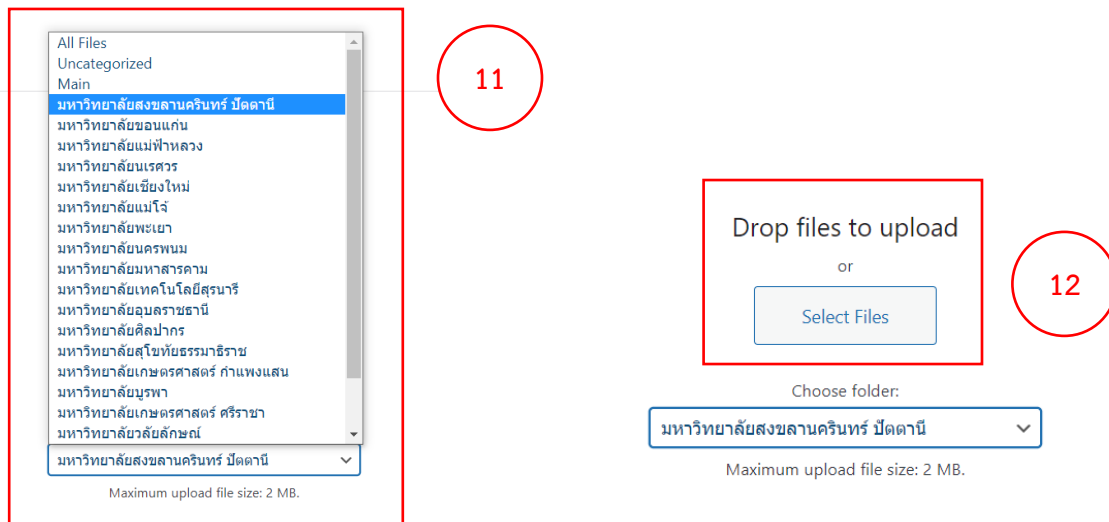 All Files
Uncategorized
Main
มหาวิทยาลัยสงขลานครินทร์ ปัตตานี
มหาวิทยาลัยขอนแก่น
มหาวิทยาลัยแม่ฟ้าหลวง
มหาวิทยาลัยนเรศวร
มหาวิทยาลัยเชียงใหม่
มหาวิทยาลัยแม่โจ้
มหาวิทยาลัยพะเยา
มหาวิทยาลัยนครพนม
มหาวิทยาลัยมหาสารคาม
มหาวิทยาลัยเทคโนโลยีสุรนารี
มหาวิทยาลัยอุบลราชธานี
มหาวิทยาลัยศิลปากร
มหาวิทยาลัยสุโขทัยธรรมาธิราช
มหาวิทยาลัยเกษตรศาสตร์ กำแพงแสน
มหาวิทยาลัยบูรพา
มหาวิทยาลัยเกษตรศาสตร์ ศรีราชา
มหาวิทยาลัยวลัยลักษณ์
มหาวิทยาลัยสงขลานครินทร์ ปัตตานี
Maximum upload file size: 2 MB.
11
Drop files to upload
or
Select Files
12
Choose folder:
มหาวิทยาลัยสงขลานครินทร์ ปัตตานี
Maximum upload file size: 2 MB.